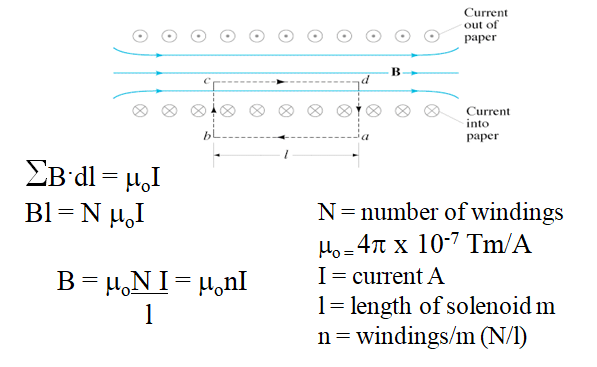 Current
out of
paper
B
c
d
Current
into
paper
b
a
l
∑B·dl = μₒI
Bl = N μₒI
B = μₒN I = μₒnI
l
N = number of windings
μₒ = 4π x 10⁻⁷ Tm/A
I = current A
l = length of solenoid m
n = windings/m (N/l)